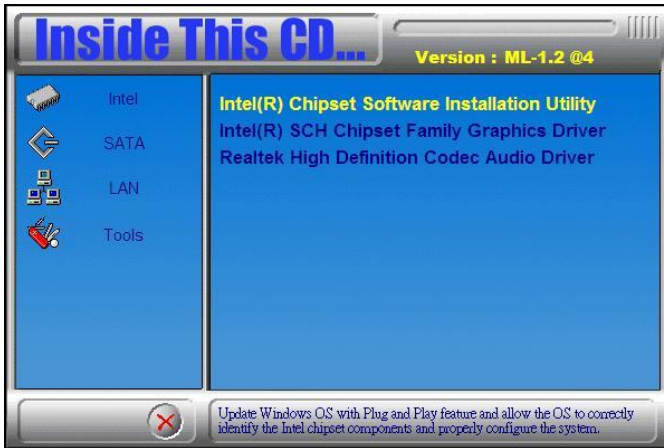 Inside This CD...
Version : ML-1.2 @4
Intel
SATA
LAN
Tools
Intel(R) Chipset Software Installation Utility
Intel(R) SCH Chipset Family Graphics Driver
Realtek High Definition Codec Audio Driver
Update Windows OS with Plug and Play feature and allow the OS to correctly
identify the Intel chipset components and properly configure the system.